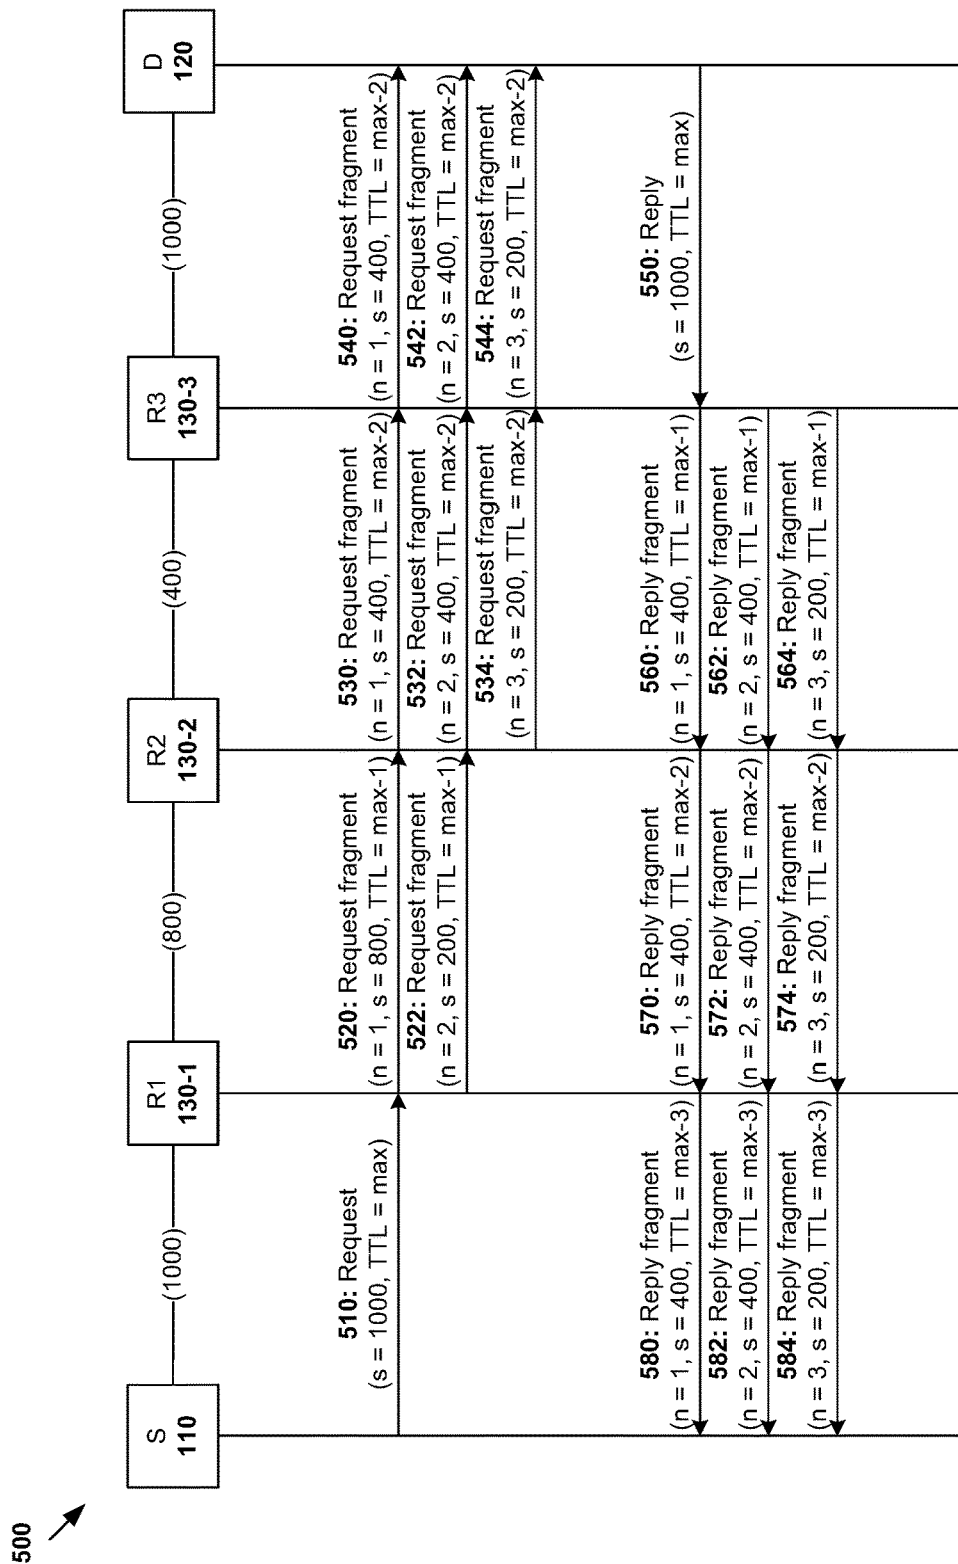 500
S
110
(1000)
R1
130-1
(800)
R2
130-2
(400)
R3
130-3
(1000)
D
120
510: Request
(s = 1000, TTL = max)
520: Request fragment
(n = 1, s = 800, TTL = max-1)
522: Request fragment
(n = 2, s = 200, TTL = max-1)
530: Request fragment
(n = 1, s = 400, TTL = max-2)
532: Request fragment
(n = 2, s = 400, TTL = max-2)
534: Request fragment
(n = 3, s = 200, TTL = max-2)
540: Request fragment
(n = 1, s = 400, TTL = max-2)
542: Request fragment
(n = 2, s = 400, TTL = max-2)
544: Request fragment
(n = 3, s = 200, TTL = max-2)
550: Reply
(s = 1000, TTL = max)
560: Reply fragment
(n = 1, s = 400, TTL = max-1)
562: Reply fragment
(n = 2, s = 400, TTL = max-1)
564: Reply fragment
(n = 3, s = 200, TTL = max-1)
570: Reply fragment
(n = 1, s = 400, TTL = max-2)
572: Reply fragment
(n = 2, s = 400, TTL = max-2)
574: Reply fragment
(n = 3, s = 200, TTL = max-2)
580: Reply fragment
(n = 1, s = 400, TTL = max-3)
582: Reply fragment
(n = 2, s = 400, TTL = max-3)
584: Reply fragment
(n = 3, s = 200, TTL = max-3)